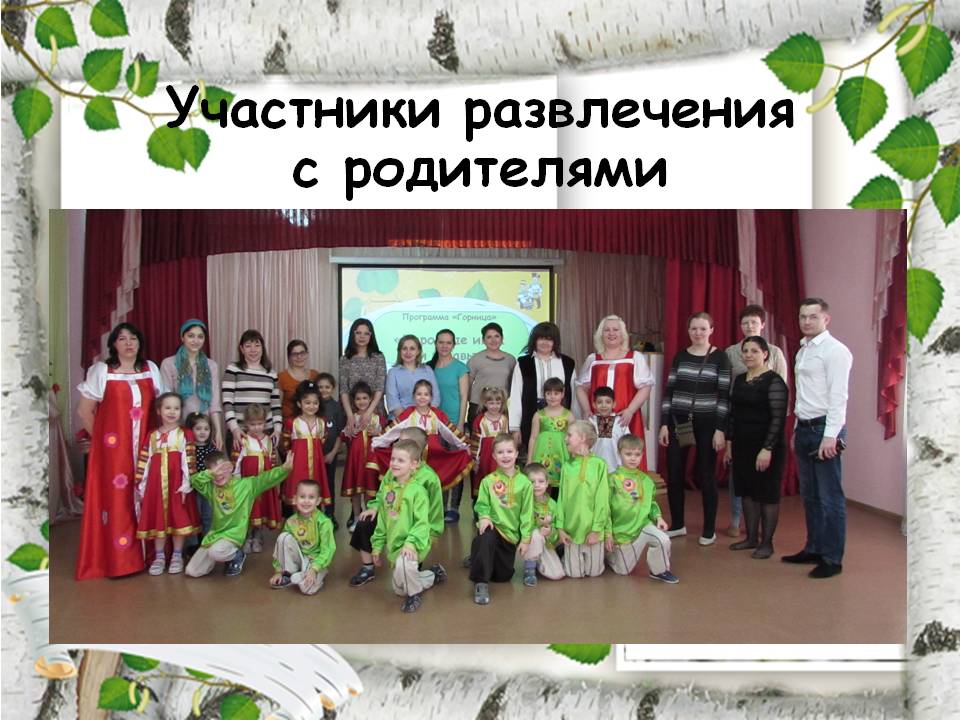 Участники развлечения
с родителями
Программа «Горница»